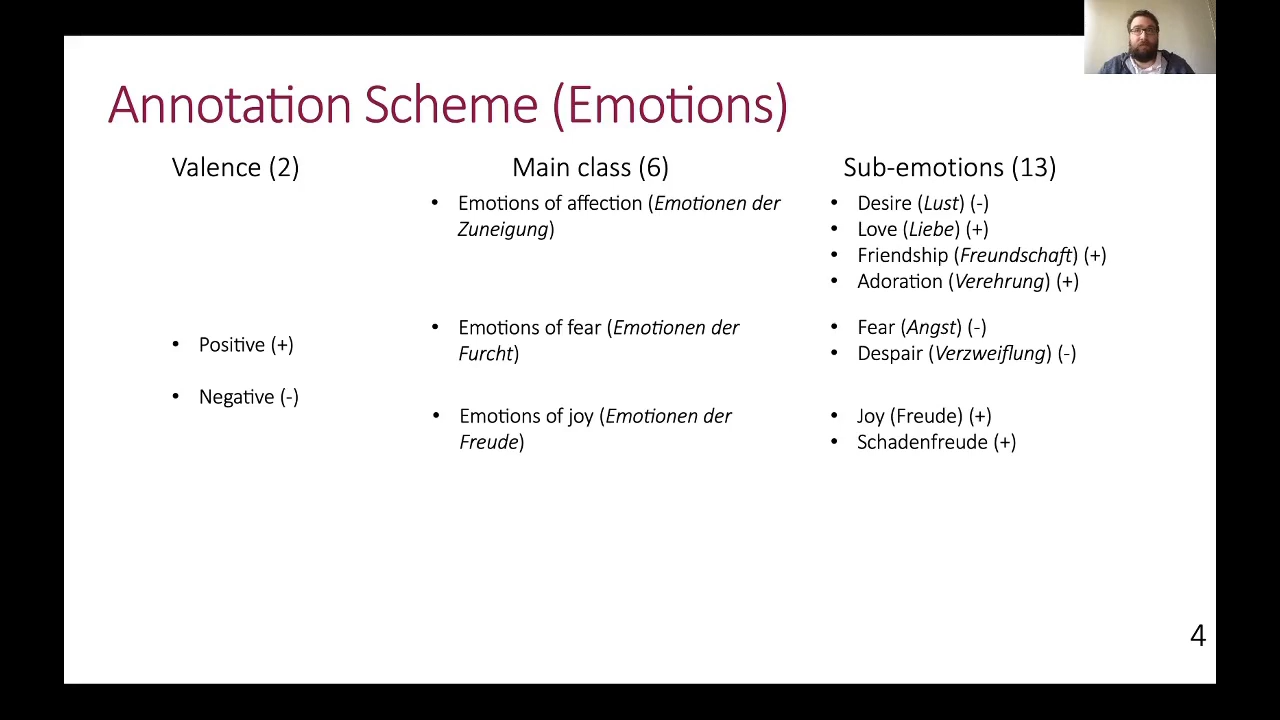 Annotation Scheme (Emotions)
Valence (2)
• Positive (+)
• Negative (-)
Main class (6)
• Emotions of affection (Emotionen der
Zuneigung)
• Emotions of fear (Emotionen der
Furcht)
• Emotions of joy (Emotionen der
Freude)
Sub-emotions (13)
• Desire (Lust) (-)
• Love (Liebe) (+)
• Friendship (Freundschaft) (+)
• Adoration (Verehrung) (+)
• Fear (Angst) (-)
• Despair (Verzweiflung) (-)
• Joy (Freude) (+)
• Schadenfreude (+)
4